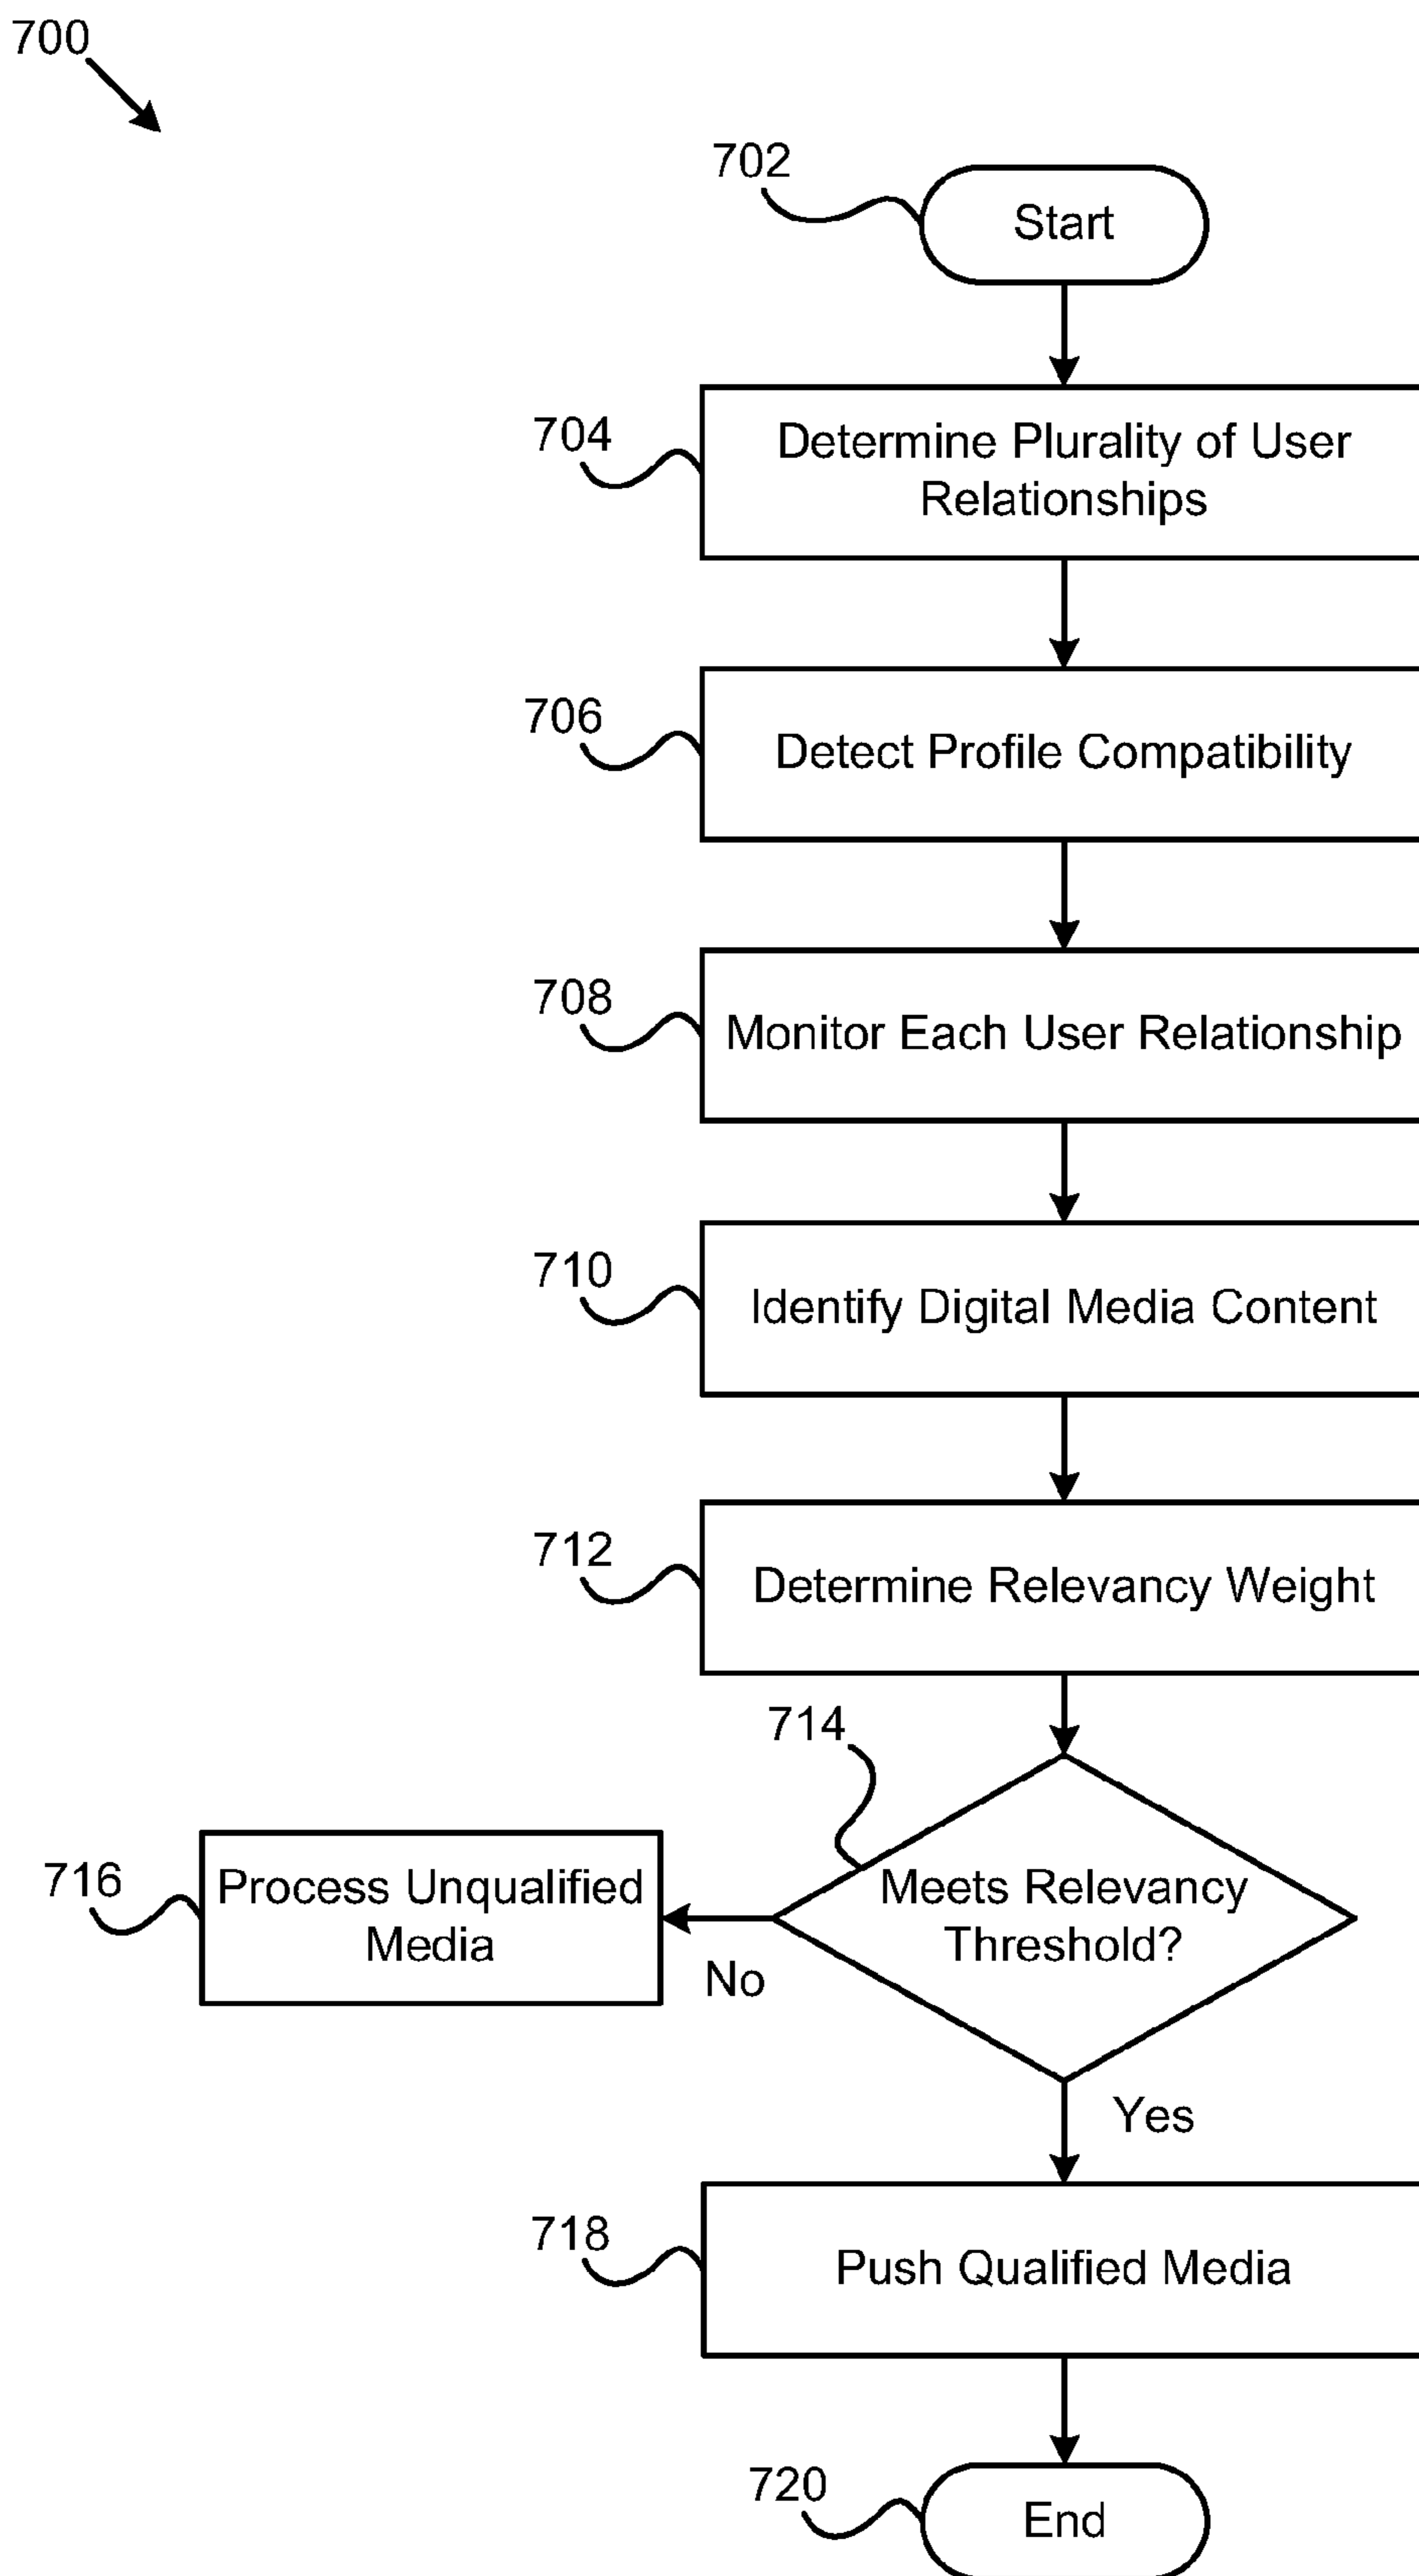 700
702
Start
704
Determine Plurality of User
Relationships
706
Detect Profile Compatibility
708
Monitor Each User Relationship
710
Identify Digital Media Content
712
Determine Relevancy Weight
714
Meets Relevancy
Threshold?
716
Process Unqualified
Media
No
Yes
718
Push Qualified Media
720
End